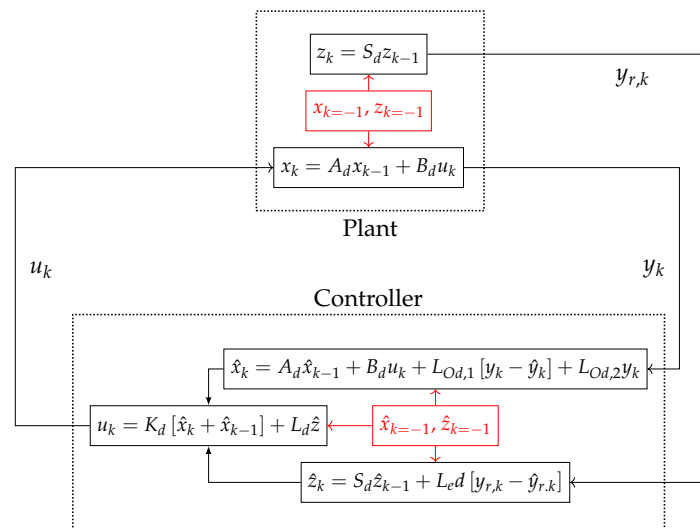 z_k = S_d z_{k−1}
y_{r,k}
x_{k=−1}, z_{k=−1}
x_k = A_d x_{k−1} + B_d u_k
Plant
u_k
y_k
Controller
x̂_k = A_d x̂_{k−1} + B_d u_k + L_{Od,1} [y_k − ŷ_k] + L_{Od,2} y_k
u_k = K_d [x̂_k + x̂_{k−1}] + L_d ẑ
x̂_{k=−1}, ẑ_{k=−1}
ẑ_k = S_d ẑ_{k−1} + L_e d [y_{r,k} − ŷ_{r.k}]